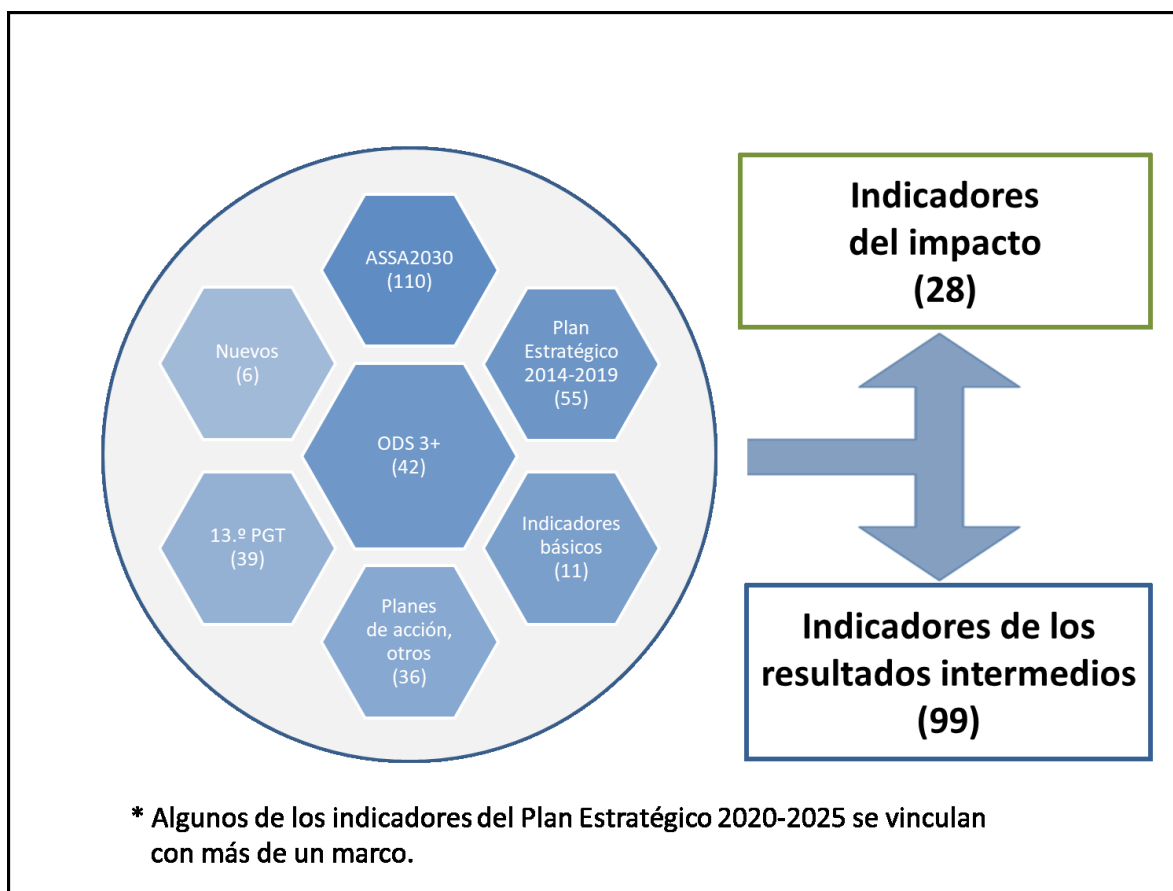 ASSA2030
(110)
Plan
Estratégico
2014-2019
(55)
Nuevos
(6)
ODS 3+
(42)
13.º PGT
(39)
Indicadores
básicos
(11)
Planes
de acción,
otros
(36)
Indicadores
del impacto
(28)
Indicadores de los
resultados intermedios
(99)
* Algunos de los indicadores del Plan Estratégico 2020-2025 se vinculan
con más de un marco.